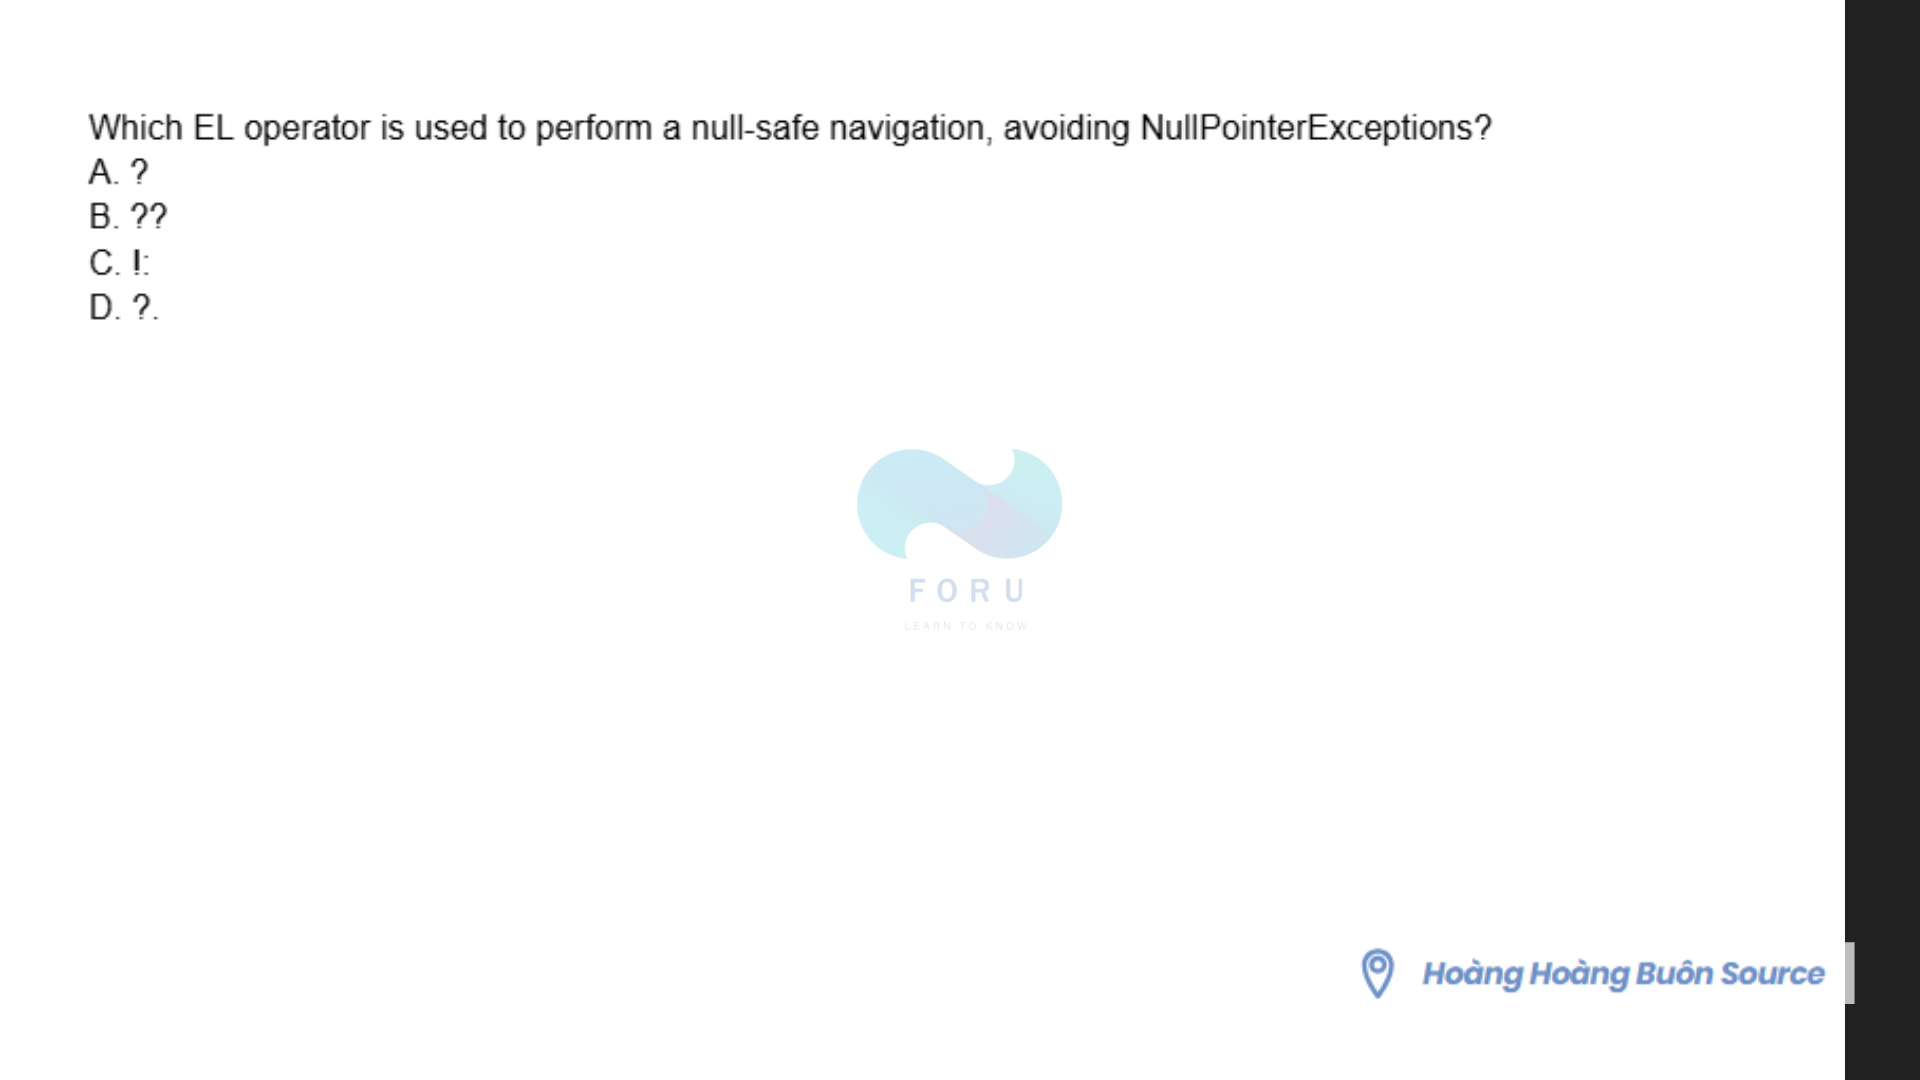 Which EL operator is used to perform a null-safe navigation, avoiding NullPointerExceptions?
A. ?
B. ??
C. !:
D. ?.
FORU
LEARN TO KNOW
Hoàng Hoàng Buôn Source